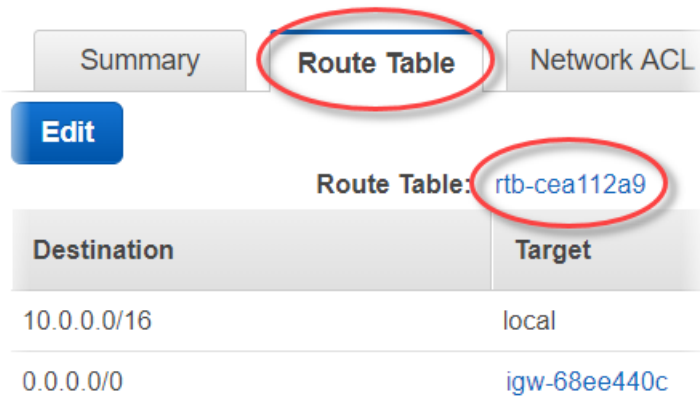 Summary Route Table Network ACL
Edit
Route Table: rtb-cea112a9
Destination Target
10.0.0.0/16 local
0.0.0.0/0 igw-68ee440c